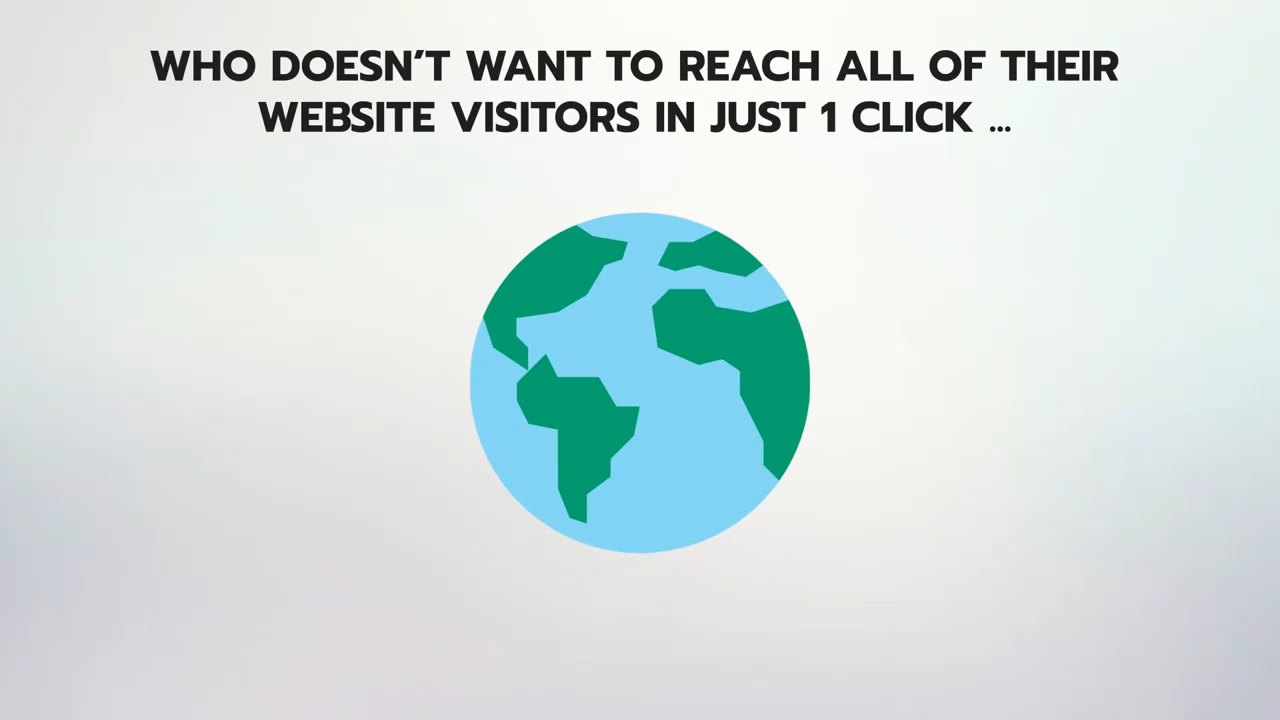 WHO DOESN’T WANT TO REACH ALL OF THEIR
WEBSITE VISITORS IN JUST 1 CLICK ...